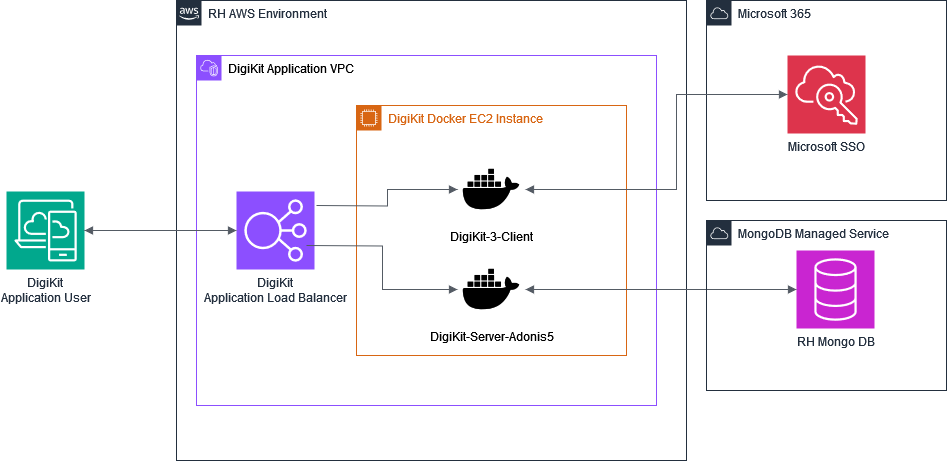 aws
RH AWS Environment
Microsoft 365
DigiKit Application VPC
DigiKit Docker EC2 Instance
Microsoft SSO
DigiKit-3-Client
MongoDB Managed Service
DigiKit
Application User
DigiKit
Application Load Balancer
DigiKit-Server-Adonis5
RH Mongo DB